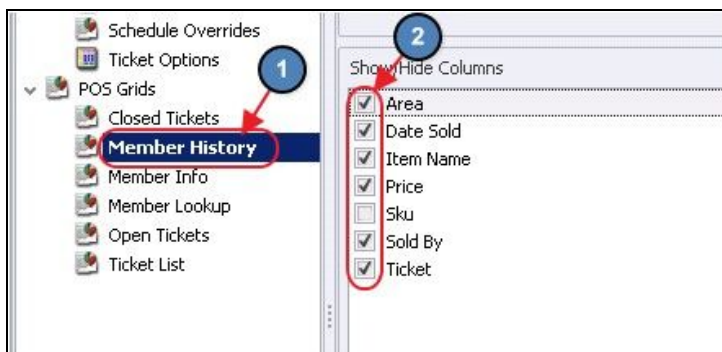 Schedule Overrides
Ticket Options
POS Grids
Closed Tickets
Member History
Member Info
Member Lookup
Open Tickets
Ticket List
1
2
Show/Hide Columns
Area
Date Sold
Item Name
Price
Sku
Sold By
Ticket